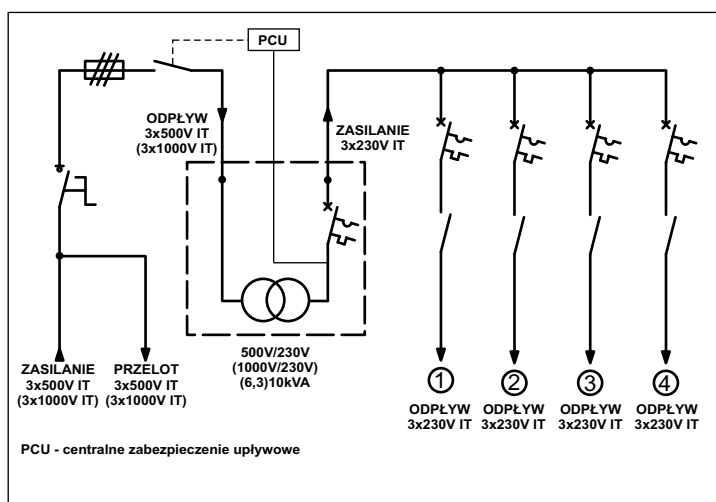 PCU
ODPŁYW
3x500V IT
(3x1000V IT)
ZASILANIE
3x230V IT
500V/230V
(1000V/230V)
(6,3)10kVA
ZASILANIE
3x500V IT
(3x1000V IT)
PRZELOT
3x500V IT
(3x1000V IT)
1
ODPŁYW
3x230V IT
2
ODPŁYW
3x230V IT
3
ODPŁYW
3x230V IT
4
ODPŁYW
3x230V IT
PCU - centralne zabezpieczenie upływowe